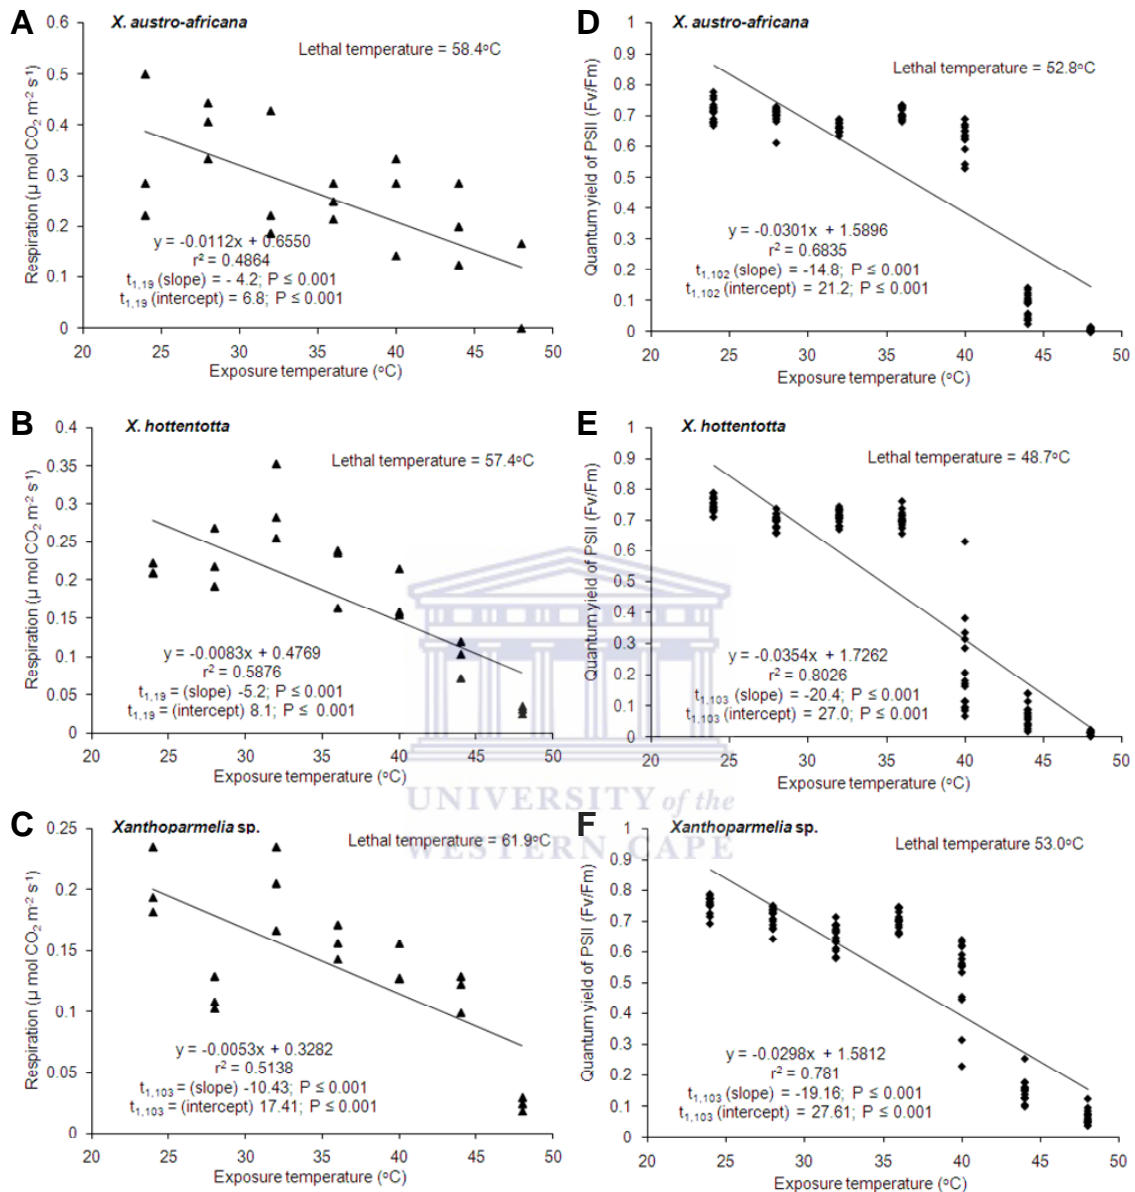 A
X. austro-africana
Lethal temperature = 58.4°C
Respiration (µ mol CO₂ m⁻² s⁻¹)
0.6
0.5
0.4
0.3
0.2
0.1
0
y = -0.0112x + 0.6550
r² = 0.4864
t₁,₁₉ (slope) = - 4.2; P ≤ 0.001
t₁,₁₉ (intercept) = 6.8; P ≤ 0.001
20 25 30 35 40 45 50
Exposure temperature (°C)
D
X. austro-africana
Lethal temperature = 52.8°C
Quantum yield of PSII (Fv/Fm)
1
0.9
0.8
0.7
0.6
0.5
0.4
0.3
0.2
0.1
0
y = -0.0301x + 1.5896
r² = 0.6835
t₁,₁₀₂ (slope) = -14.8; P ≤ 0.001
t₁,₁₀₂ (intercept) = 21.2; P ≤ 0.001
20 25 30 35 40 45 50
Exposure temperature (°C)
B
X. hottentotta
Lethal temperature = 57.4°C
Respiration (µ mol CO₂ m⁻² s⁻¹)
0.4
0.35
0.3
0.25
0.2
0.15
0.1
0.05
0
y = -0.0083x + 0.4769
r² = 0.5876
t₁,₁₉ = (slope) -5.2; P ≤ 0.001
t₁,₁₉ = (intercept) 8.1; P ≤ 0.001
20 25 30 35 40 45 50
Exposure temperature (°C)
E
X. hottentotta
Lethal temperature = 48.7°C
Quantum yield of PSII (Fv/Fm)
1
0.9
0.8
0.7
0.6
0.5
0.4
0.3
0.2
0.1
0
y = -0.0354x + 1.7262
r² = 0.8026
t₁,₁₀₃ (slope) = -20.4; P ≤ 0.001
t₁,₁₀₃ (intercept) = 27.0; P ≤ 0.001
20 25 30 35 40 45 50
Exposure temperature (°C)
UNIVERSITY of the
WESTERN CAPE
C
Xanthoparmelia sp.
Lethal temperature = 61.9°C
Respiration (µ mol CO₂ m⁻² s⁻¹)
0.25
0.2
0.15
0.1
0.05
0
y = -0.0053x + 0.3282
r² = 0.5138
t₁,₁₀₃ = (slope) -10.43; P ≤ 0.001
t₁,₁₀₃ = (intercept) 17.41; P ≤ 0.001
20 25 30 35 40 45 50
Exposure temperature (°C)
F
Xanthoparmelia sp.
Lethal temperature 53.0°C
Quantum yield of PSII (Fv/Fm)
1
0.9
0.8
0.7
0.6
0.5
0.4
0.3
0.2
0.1
0
y = -0.0298x + 1.5812
r² = 0.781
t₁,₁₀₃ (slope) = -19.16; P ≤ 0.001
t₁,₁₀₃ (intercept) = 27.61; P ≤ 0.001
20 25 30 35 40 45 50
Exposure temperature (°C)